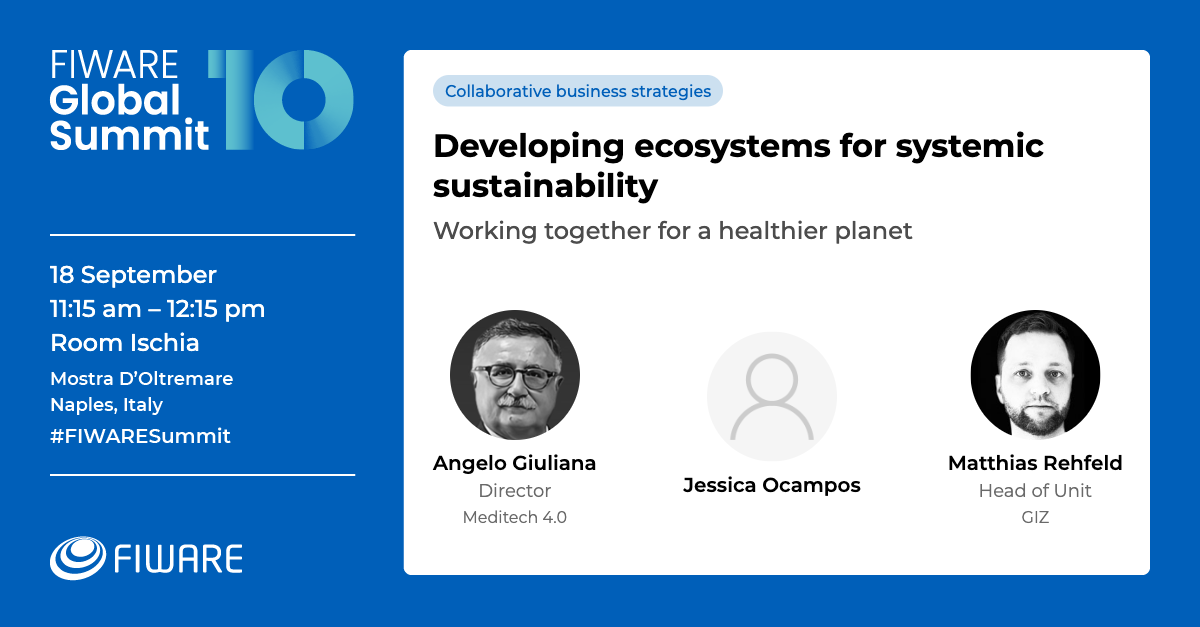 FIWARE
Global
Summit
10
18 September
11:15 am – 12:15 pm
Room Ischia
Mostra D’Oltremare
Naples, Italy
#FIWARESummit
FIWARE
Collaborative business strategies
Developing ecosystems for systemic
sustainability
Working together for a healthier planet
Angelo Giuliana
Director
Meditech 4.0
Jessica Ocampos
Matthias Rehfeld
Head of Unit
GIZ